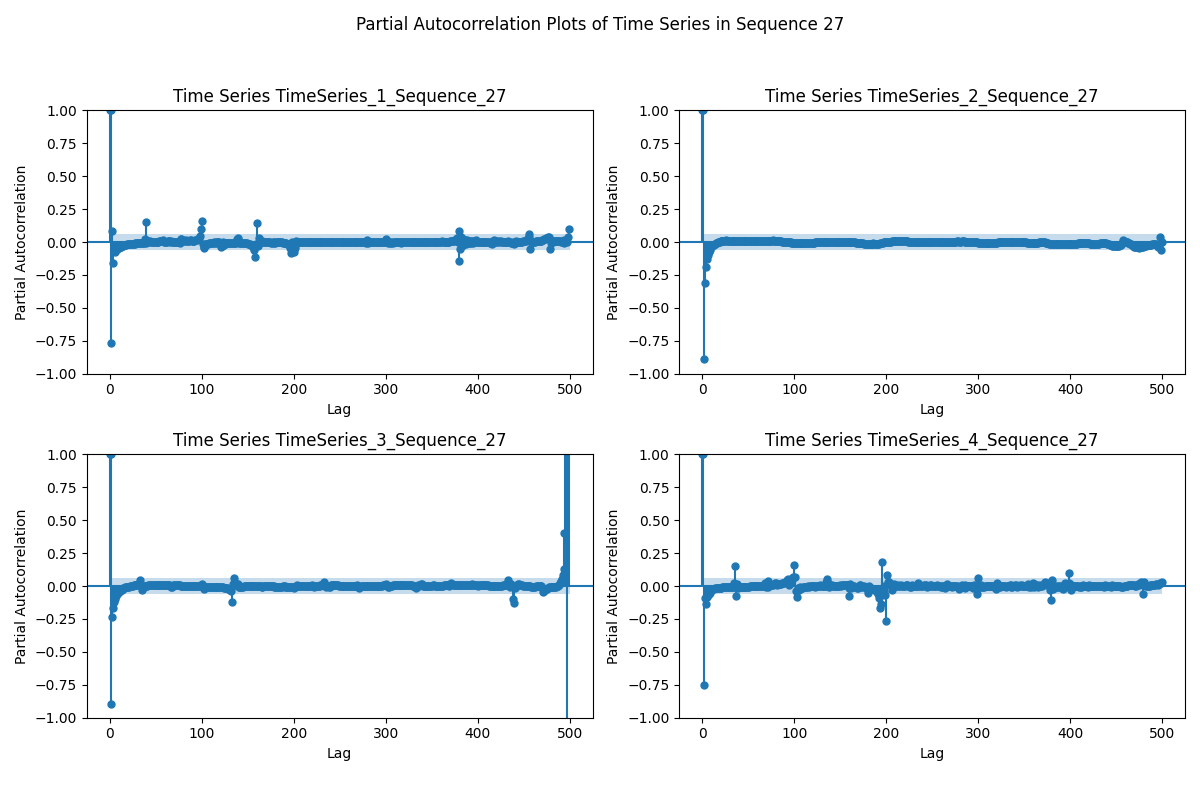 Partial Autocorrelation Plots of Time Series in Sequence 27
Time Series TimeSeries_1_Sequence_27
Time Series TimeSeries_2_Sequence_27
1.00
0.75
0.50
0.25
0.00
−0.25
−0.50
−0.75
−1.00
Partial Autocorrelation
0 100 200 300 400 500
Lag
1.00
0.75
0.50
0.25
0.00
−0.25
−0.50
−0.75
−1.00
Partial Autocorrelation
0 100 200 300 400 500
Lag
Time Series TimeSeries_3_Sequence_27
Time Series TimeSeries_4_Sequence_27
1.00
0.75
0.50
0.25
0.00
−0.25
−0.50
−0.75
−1.00
Partial Autocorrelation
0 100 200 300 400 500
Lag
1.00
0.75
0.50
0.25
0.00
−0.25
−0.50
−0.75
−1.00
Partial Autocorrelation
0 100 200 300 400 500
Lag